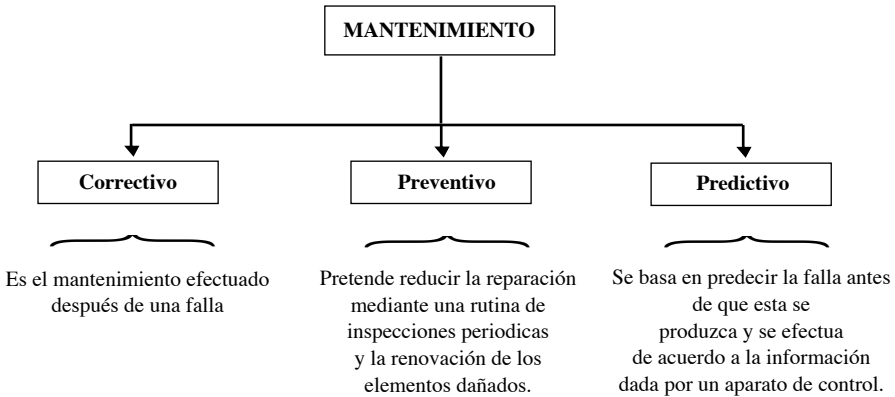 MANTENIMIENTO
Correctivo
Preventivo
Predictivo
Es el mantenimiento efectuado
después de una falla
Pretende reducir la reparación
mediante una rutina de
inspecciones periodicas
y la renovación de los
elementos dañados.
Se basa en predecir la falla antes
de que esta se
produzca y se efectua
de acuerdo a la información
dada por un aparato de control.